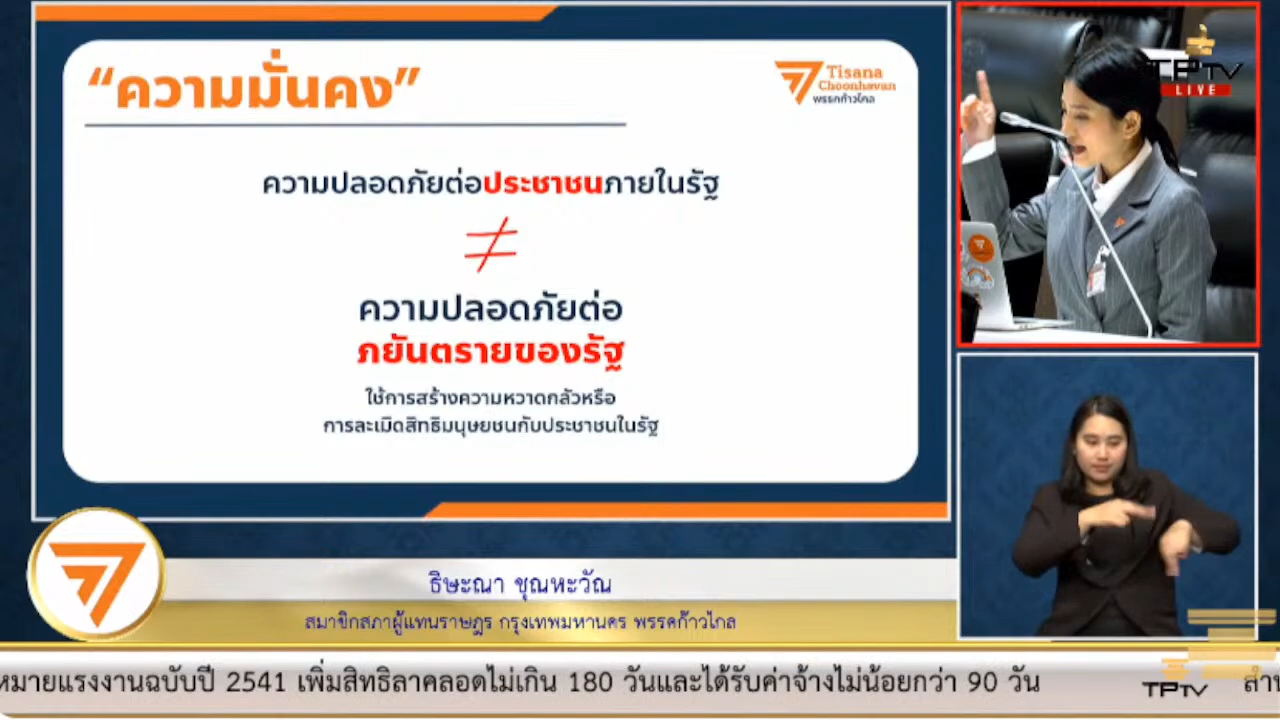 “ความมั่นคง”
Tisana
Choonhavan
พรรคก้าวไกล
ความปลอดภัยต่อประชาชนภายในรัฐ
≠
ความปลอดภัยต่อ
ภยันตรายของรัฐ
ใช้การสร้างความหวาดกลัวหรือ
การละเมิดสิทธิมนุษยชนกับประชาชนในรัฐ
TPTV
LIVE
ธิษะณา ชุณหะวัณ
สมาชิกสภาผู้แทนราษฎร กรุงเทพมหานคร พรรคก้าวไกล
หมายแรงงานฉบับปี 2541 เพิ่มสิทธิลาคลอดไม่เกิน 180 วันและได้รับค่าจ้างไม่น้อยกว่า 90 วัน
TPTV